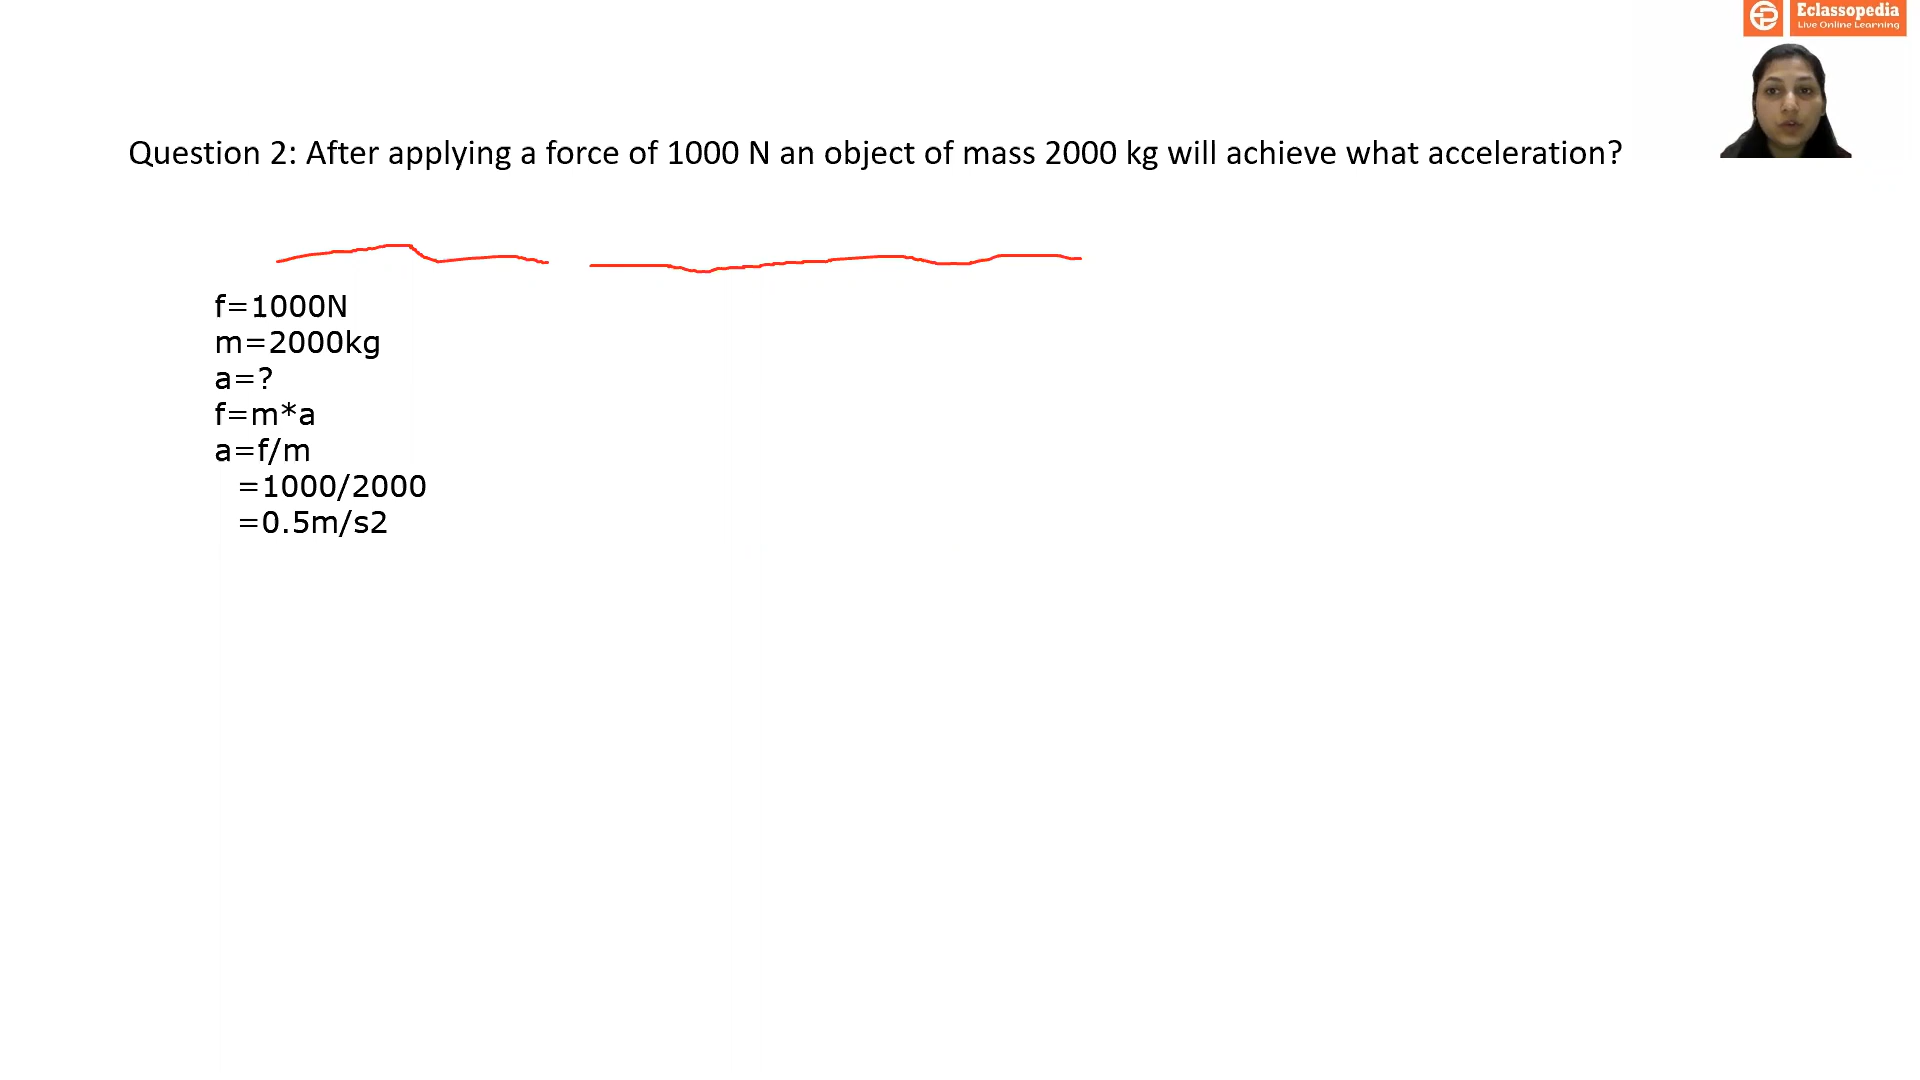 Eclassopedia
Live Online Learning
Question 2: After applying a force of 1000 N an object of mass 2000 kg will achieve what acceleration?
f=1000N
m=2000kg
a=?
f=m*a
a=f/m
=1000/2000
=0.5m/s2